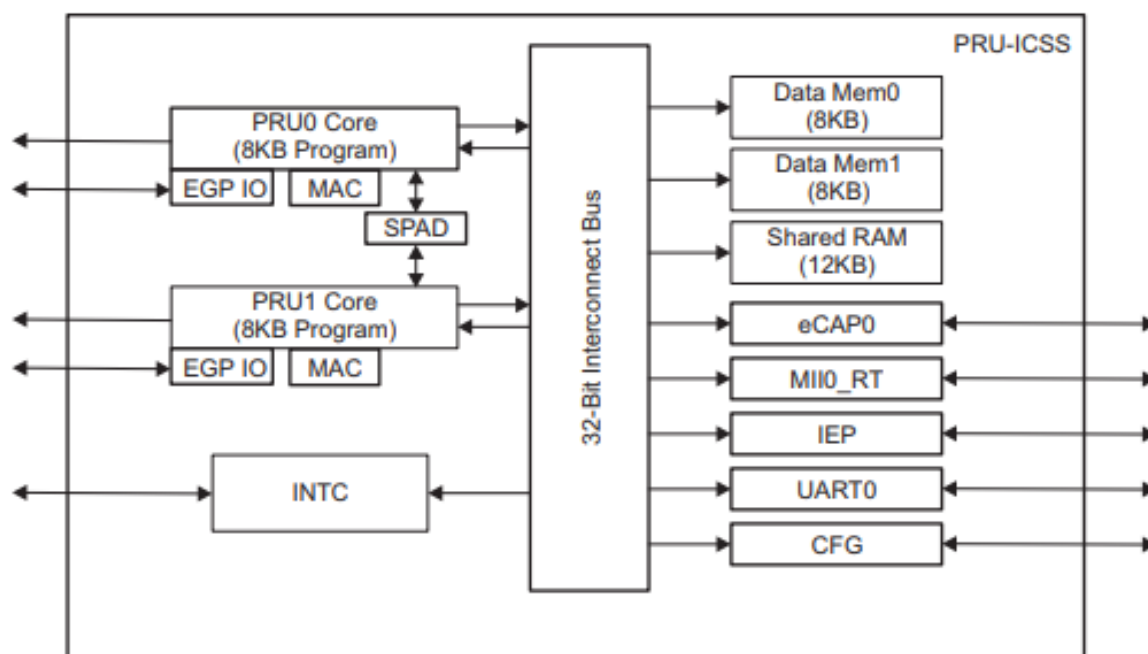 PRU-ICSS
PRU0 Core
(8KB Program)
EGP IO
MAC
SPAD
PRU1 Core
(8KB Program)
EGP IO
MAC
INTC
32-Bit Interconnect Bus
Data Mem0
(8KB)
Data Mem1
(8KB)
Shared RAM
(12KB)
eCAP0
MII0_RT
IEP
UART0
CFG